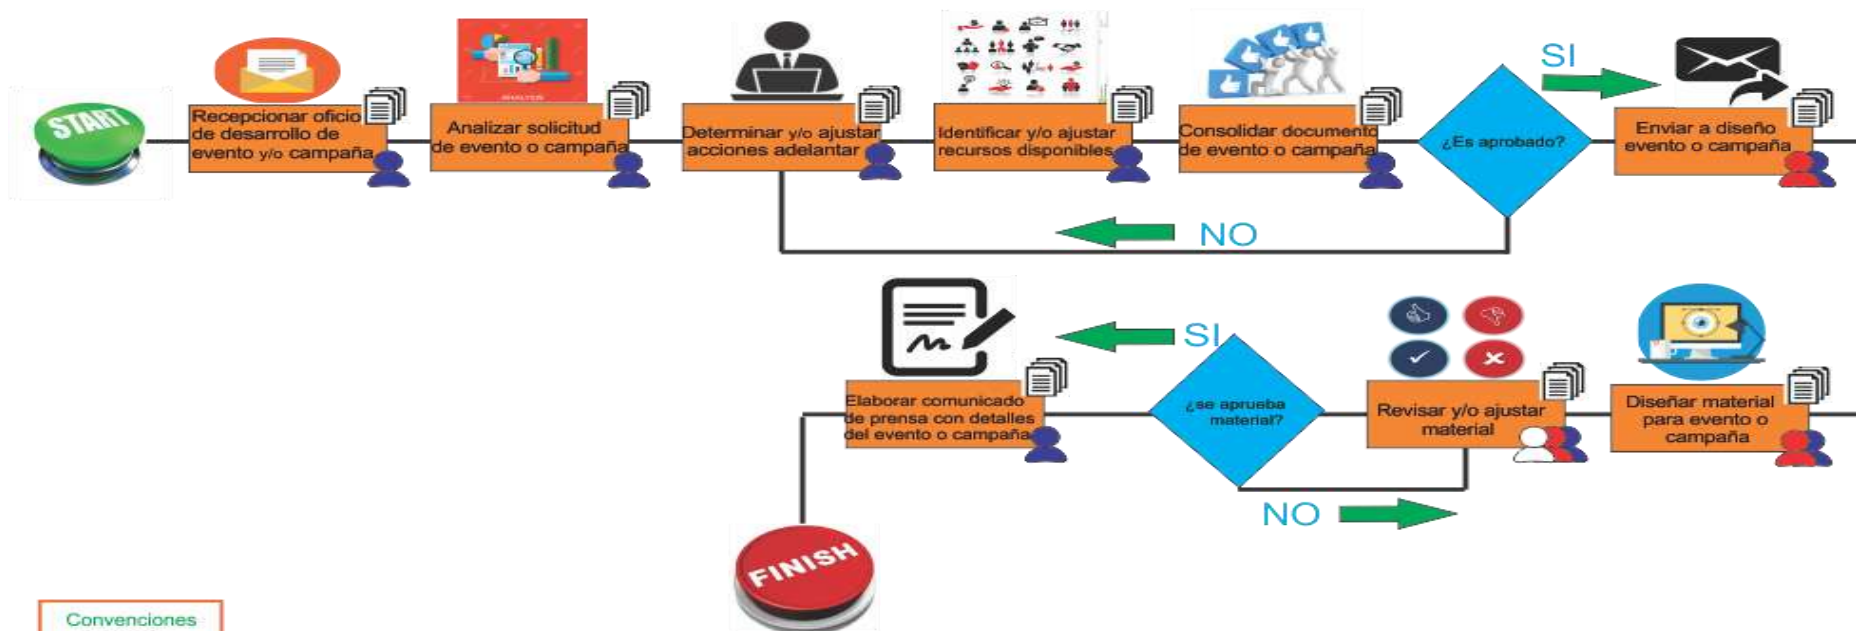 START
Recepcionar oficio
de desarrollo de
evento y/o campaña
ANALYSIS
Analizar solicitud
de evento o campaña
Determinar y/o ajustar
acciones adelantar
Identificar y/o ajustar
recursos disponibles
Consolidar documento
de evento o campaña
¿Es aprobado?
SI
Enviar a diseño
evento o campaña
NO
Elaborar comunicado
de prensa con detalles
del evento o campaña
SI
¿se aprueba
material?
Revisar y/o ajustar
material
Diseñar material
para evento o
campaña
NO
FINISH
Convenciones